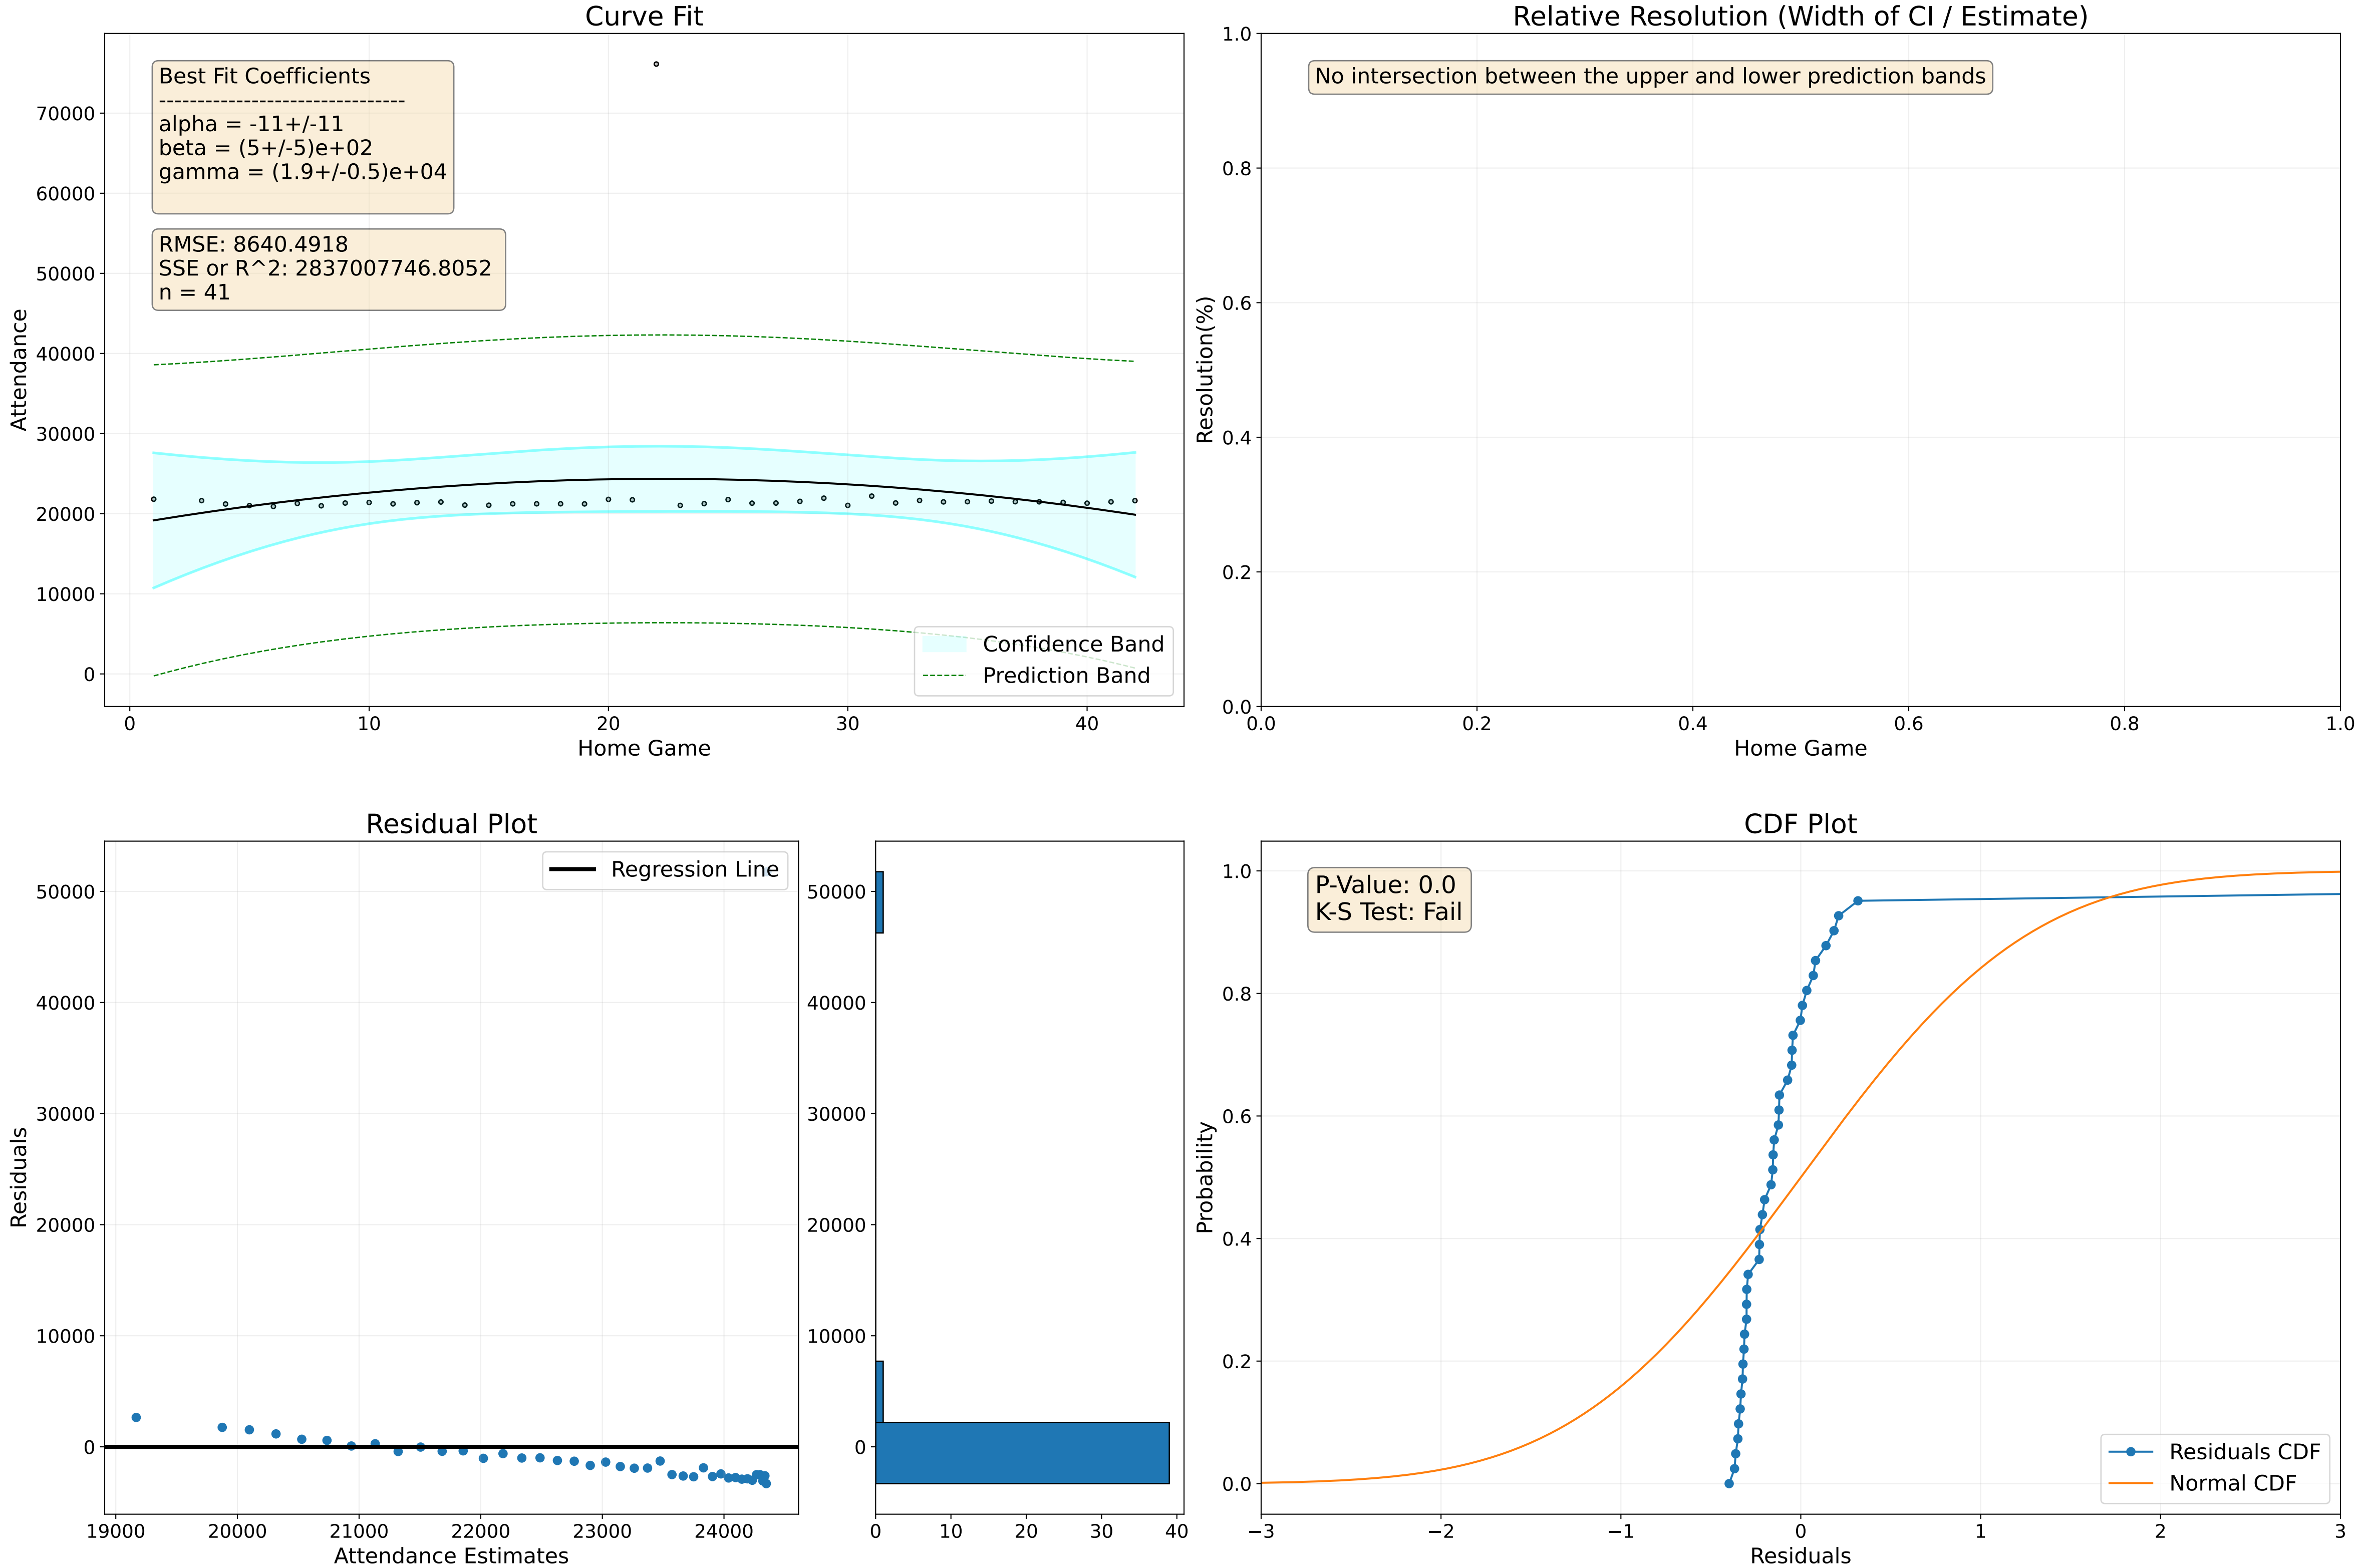 Curve Fit
Best Fit Coefficients
-------------------------------
alpha = -11+/-11
beta = (5+/-5)e+02
gamma = (1.9+/-0.5)e+04
RMSE: 8640.4918
SSE or R^2: 2837007746.8052
n = 41
70000
60000
50000
40000
30000
20000
10000
0
Attendance
Confidence Band
Prediction Band
0 10 20 30 40
Home Game
Relative Resolution (Width of CI / Estimate)
No intersection between the upper and lower prediction bands
1.0
0.8
0.6
0.4
0.2
0.0
Resolution(%)
0.0 0.2 0.4 0.6 0.8 1.0
Home Game
Residual Plot
Regression Line
50000
40000
30000
20000
10000
0
Residuals
19000 20000 21000 22000 23000 24000
Attendance Estimates
50000
40000
30000
20000
10000
0
0 10 20 30 40
CDF Plot
P-Value: 0.0
K-S Test: Fail
1.0
0.8
0.6
0.4
0.2
0.0
Probability
Residuals CDF
Normal CDF
−3 −2 −1 0 1 2 3
Residuals